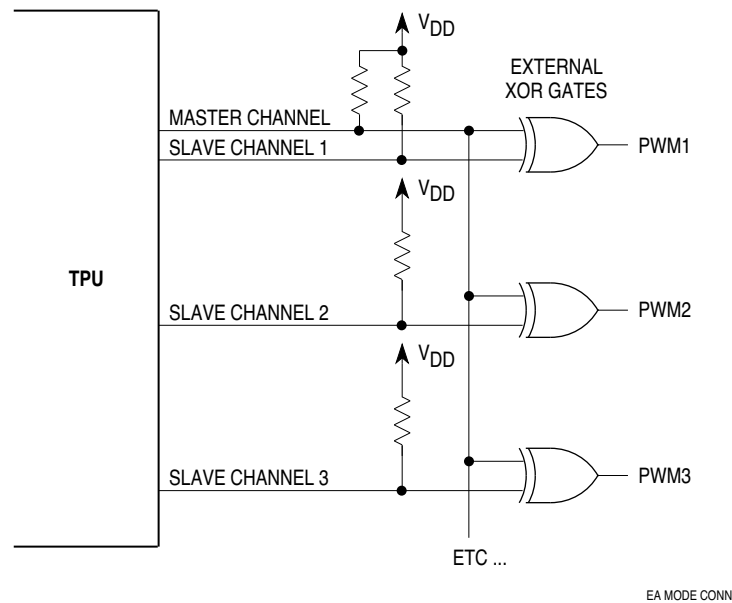 VDD
EXTERNAL
XOR GATES
MASTER CHANNEL
SLAVE CHANNEL 1
PWM1
VDD
TPU
SLAVE CHANNEL 2
PWM2
VDD
SLAVE CHANNEL 3
PWM3
ETC ...
EA MODE CONN